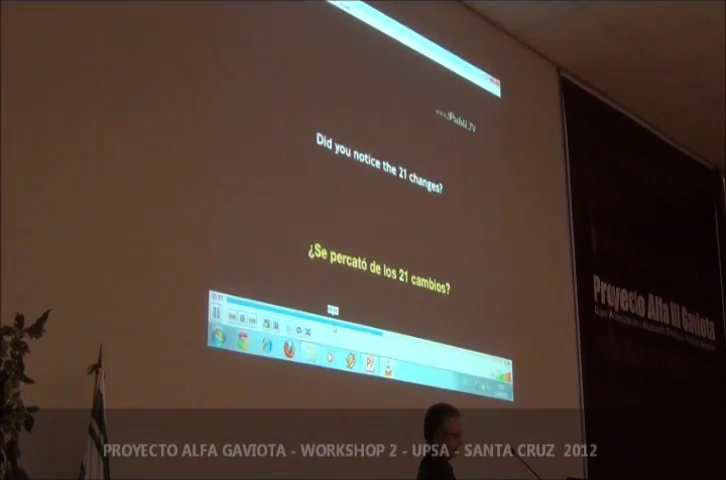 Did you notice the 21 changes?
¿Se percató de los 21 cambios?
Proyecto Alfa III Gaviota
PROYECTO ALFA GAVIOTA - WORKSHOP 2 - UPSA - SANTA CRUZ 2012